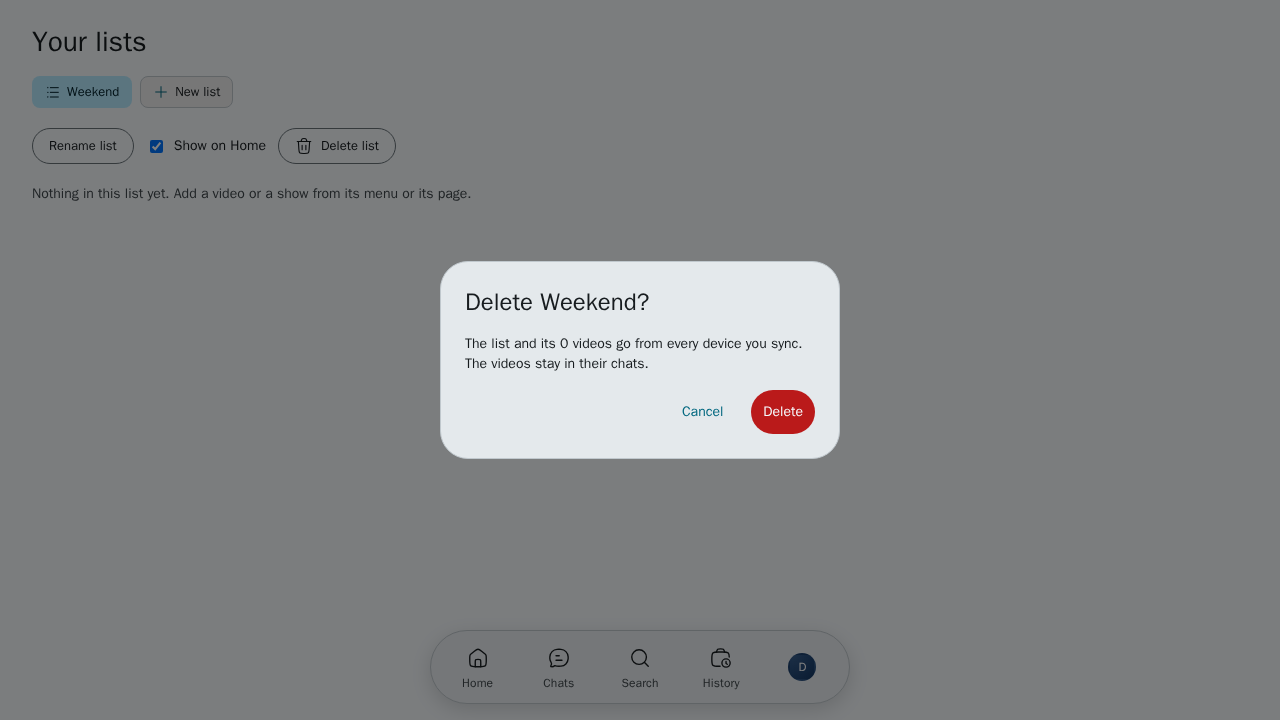 Your lists
Weekend
New list
Rename list
Show on Home
Delete list
Nothing in this list yet. Add a video or a show from its menu or its page.
Delete Weekend?
The list and its 0 videos go from every device you sync.
The videos stay in their chats.
Cancel
Delete
Home
Chats
Search
History
D